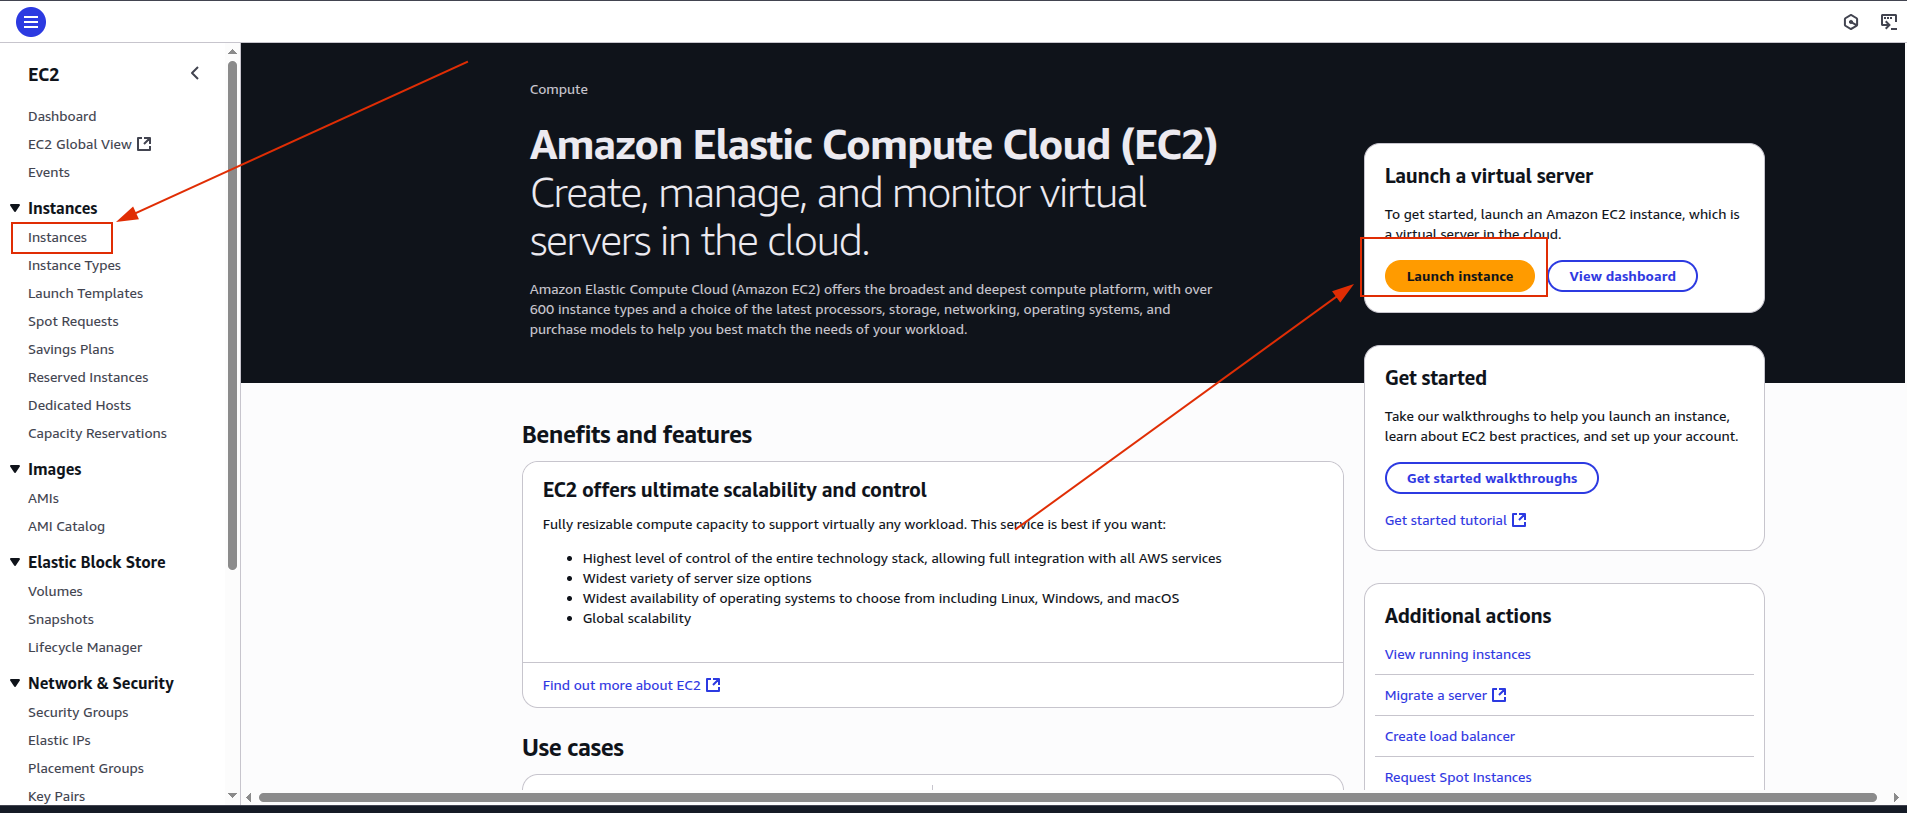 EC2
Dashboard
EC2 Global View
Events
Instances
Instances
Instance Types
Launch Templates
Spot Requests
Savings Plans
Reserved Instances
Dedicated Hosts
Capacity Reservations
Images
AMIs
AMI Catalog
Elastic Block Store
Volumes
Snapshots
Lifecycle Manager
Network & Security
Security Groups
Elastic IPs
Placement Groups
Key Pairs
Compute
Amazon Elastic Compute Cloud (EC2)
Create, manage, and monitor virtual
servers in the cloud.
Amazon Elastic Compute Cloud (Amazon EC2) offers the broadest and deepest compute platform, with over
600 instance types and a choice of the latest processors, storage, networking, operating systems, and
purchase models to help you best match the needs of your workload.
Benefits and features
EC2 offers ultimate scalability and control
Fully resizable compute capacity to support virtually any workload. This service is best if you want:
Highest level of control of the entire technology stack, allowing full integration with all AWS services
Widest variety of server size options
Widest availability of operating systems to choose from including Linux, Windows, and macOS
Global scalability
Find out more about EC2
Use cases
Launch a virtual server
To get started, launch an Amazon EC2 instance, which is
a virtual server in the cloud.
Launch instance
View dashboard
Get started
Take our walkthroughs to help you launch an instance,
learn about EC2 best practices, and set up your account.
Get started walkthroughs
Get started tutorial
Additional actions
View running instances
Migrate a server
Create load balancer
Request Spot Instances